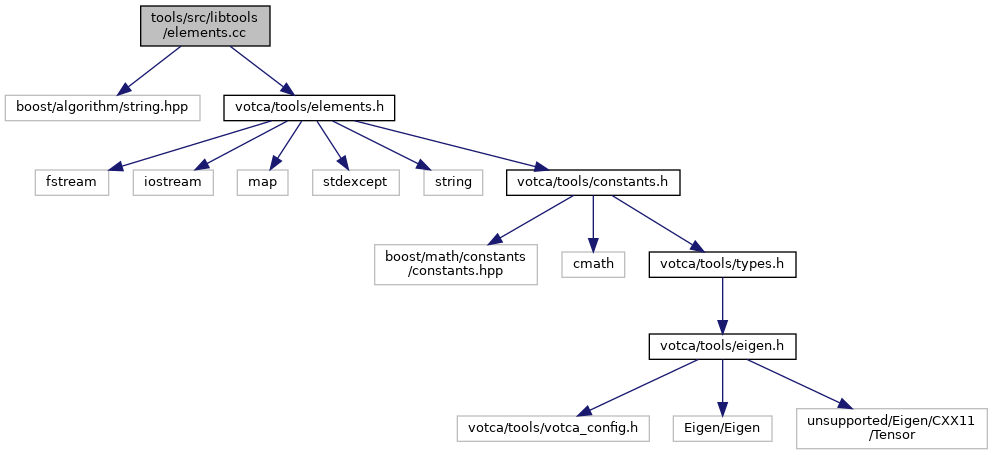 tools/src/libtools
/elements.cc
boost/algorithm/string.hpp
votca/tools/elements.h
fstream
iostream
map
stdexcept
string
votca/tools/constants.h
boost/math/constants
/constants.hpp
cmath
votca/tools/types.h
votca/tools/eigen.h
votca/tools/votca_config.h
Eigen/Eigen
unsupported/Eigen/CXX11
/Tensor